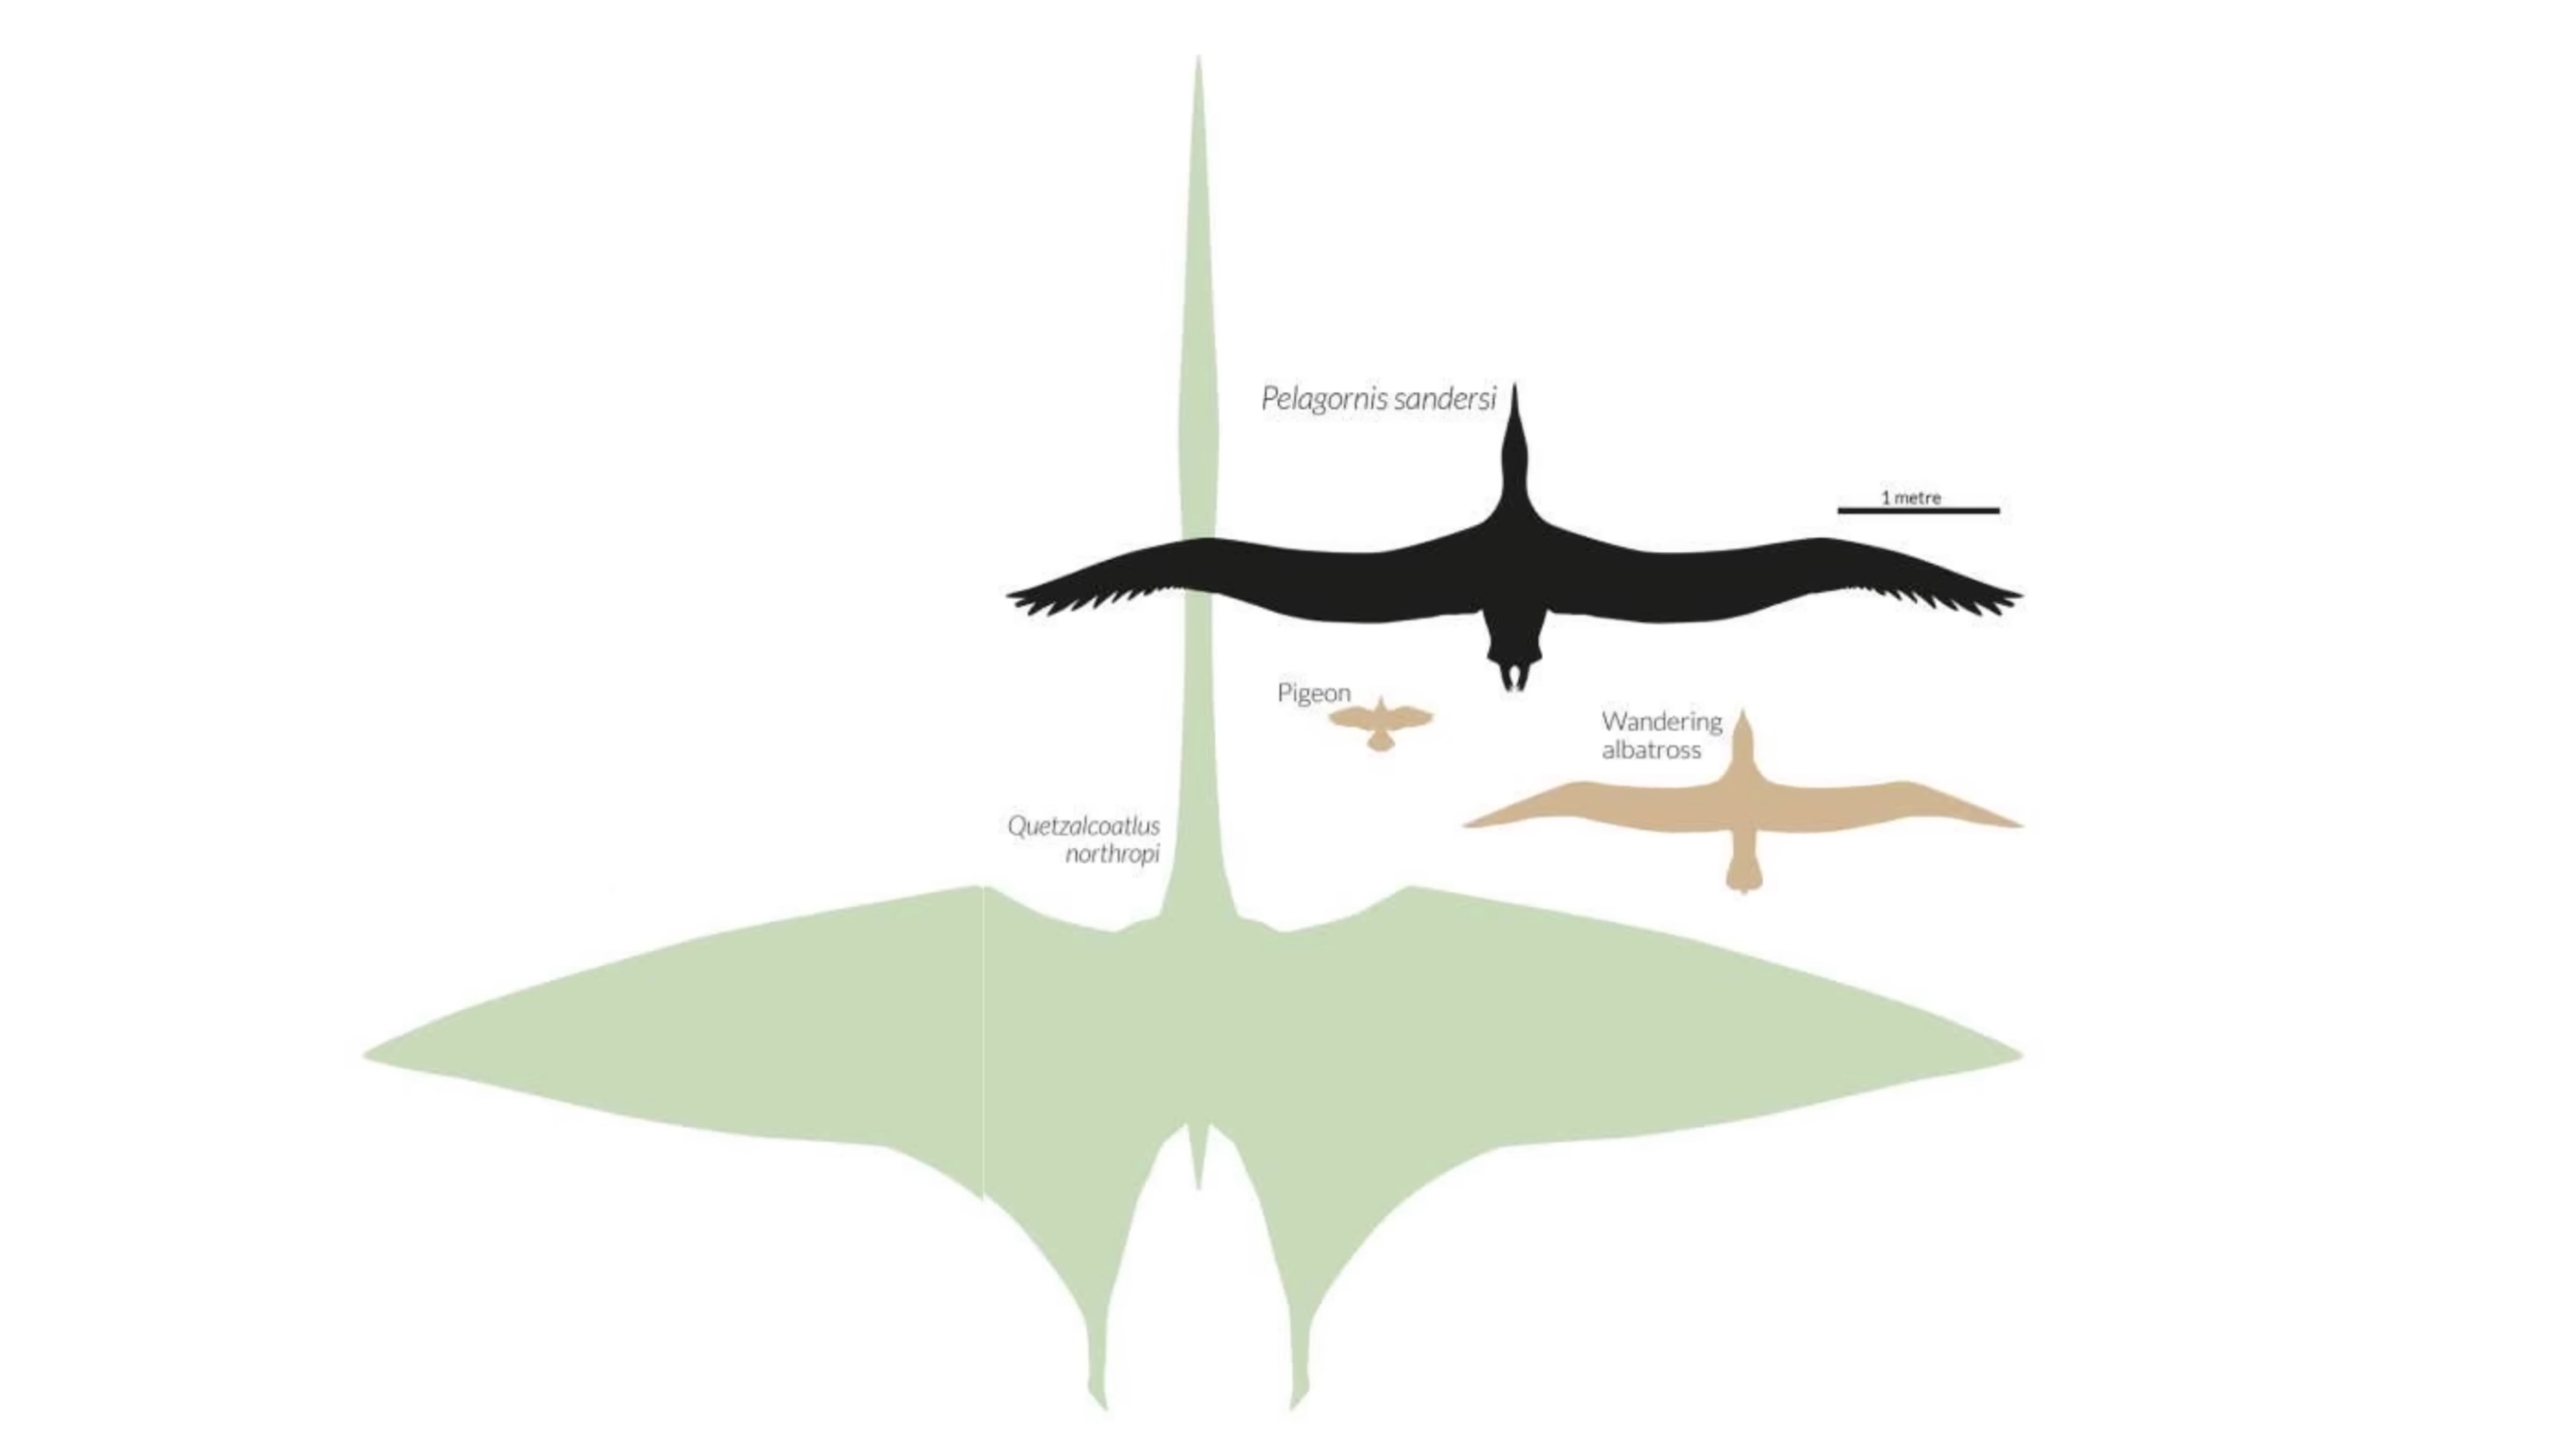 Pelagornis sandersi
1 metre
Pigeon
Wandering
albatross
Quetzalcoatlus
northropi